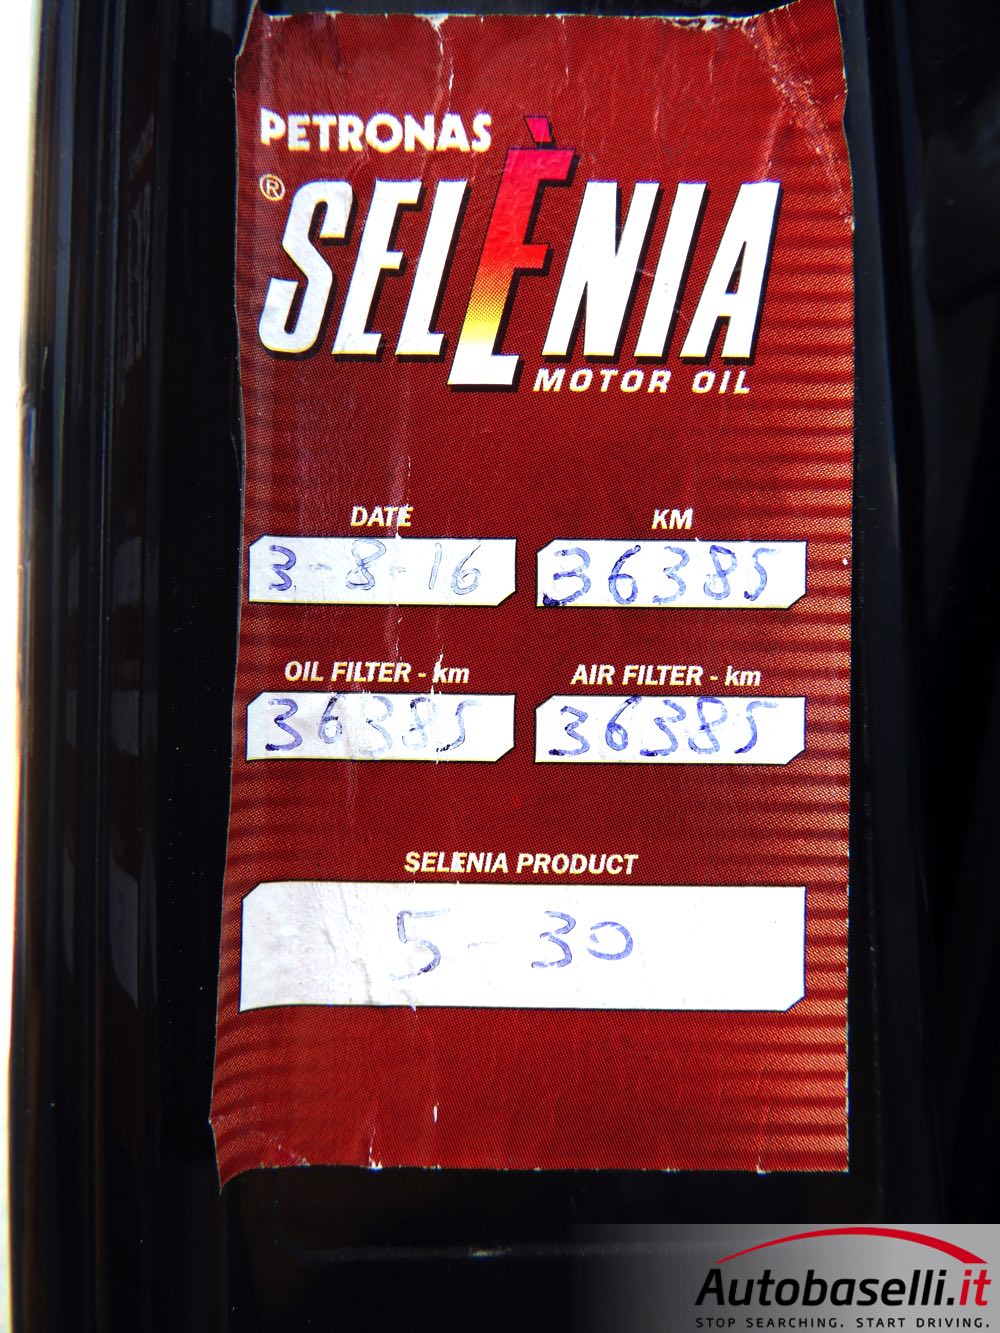 PETRONAS
® SELÈNIA
MOTOR OIL
DATE KM
3-8-16 36385
OIL FILTER - km AIR FILTER - km
36385 36385
SELENIA PRODUCT
5-30
Autobaselli.it
STOP SEARCHING. START DRIVING.